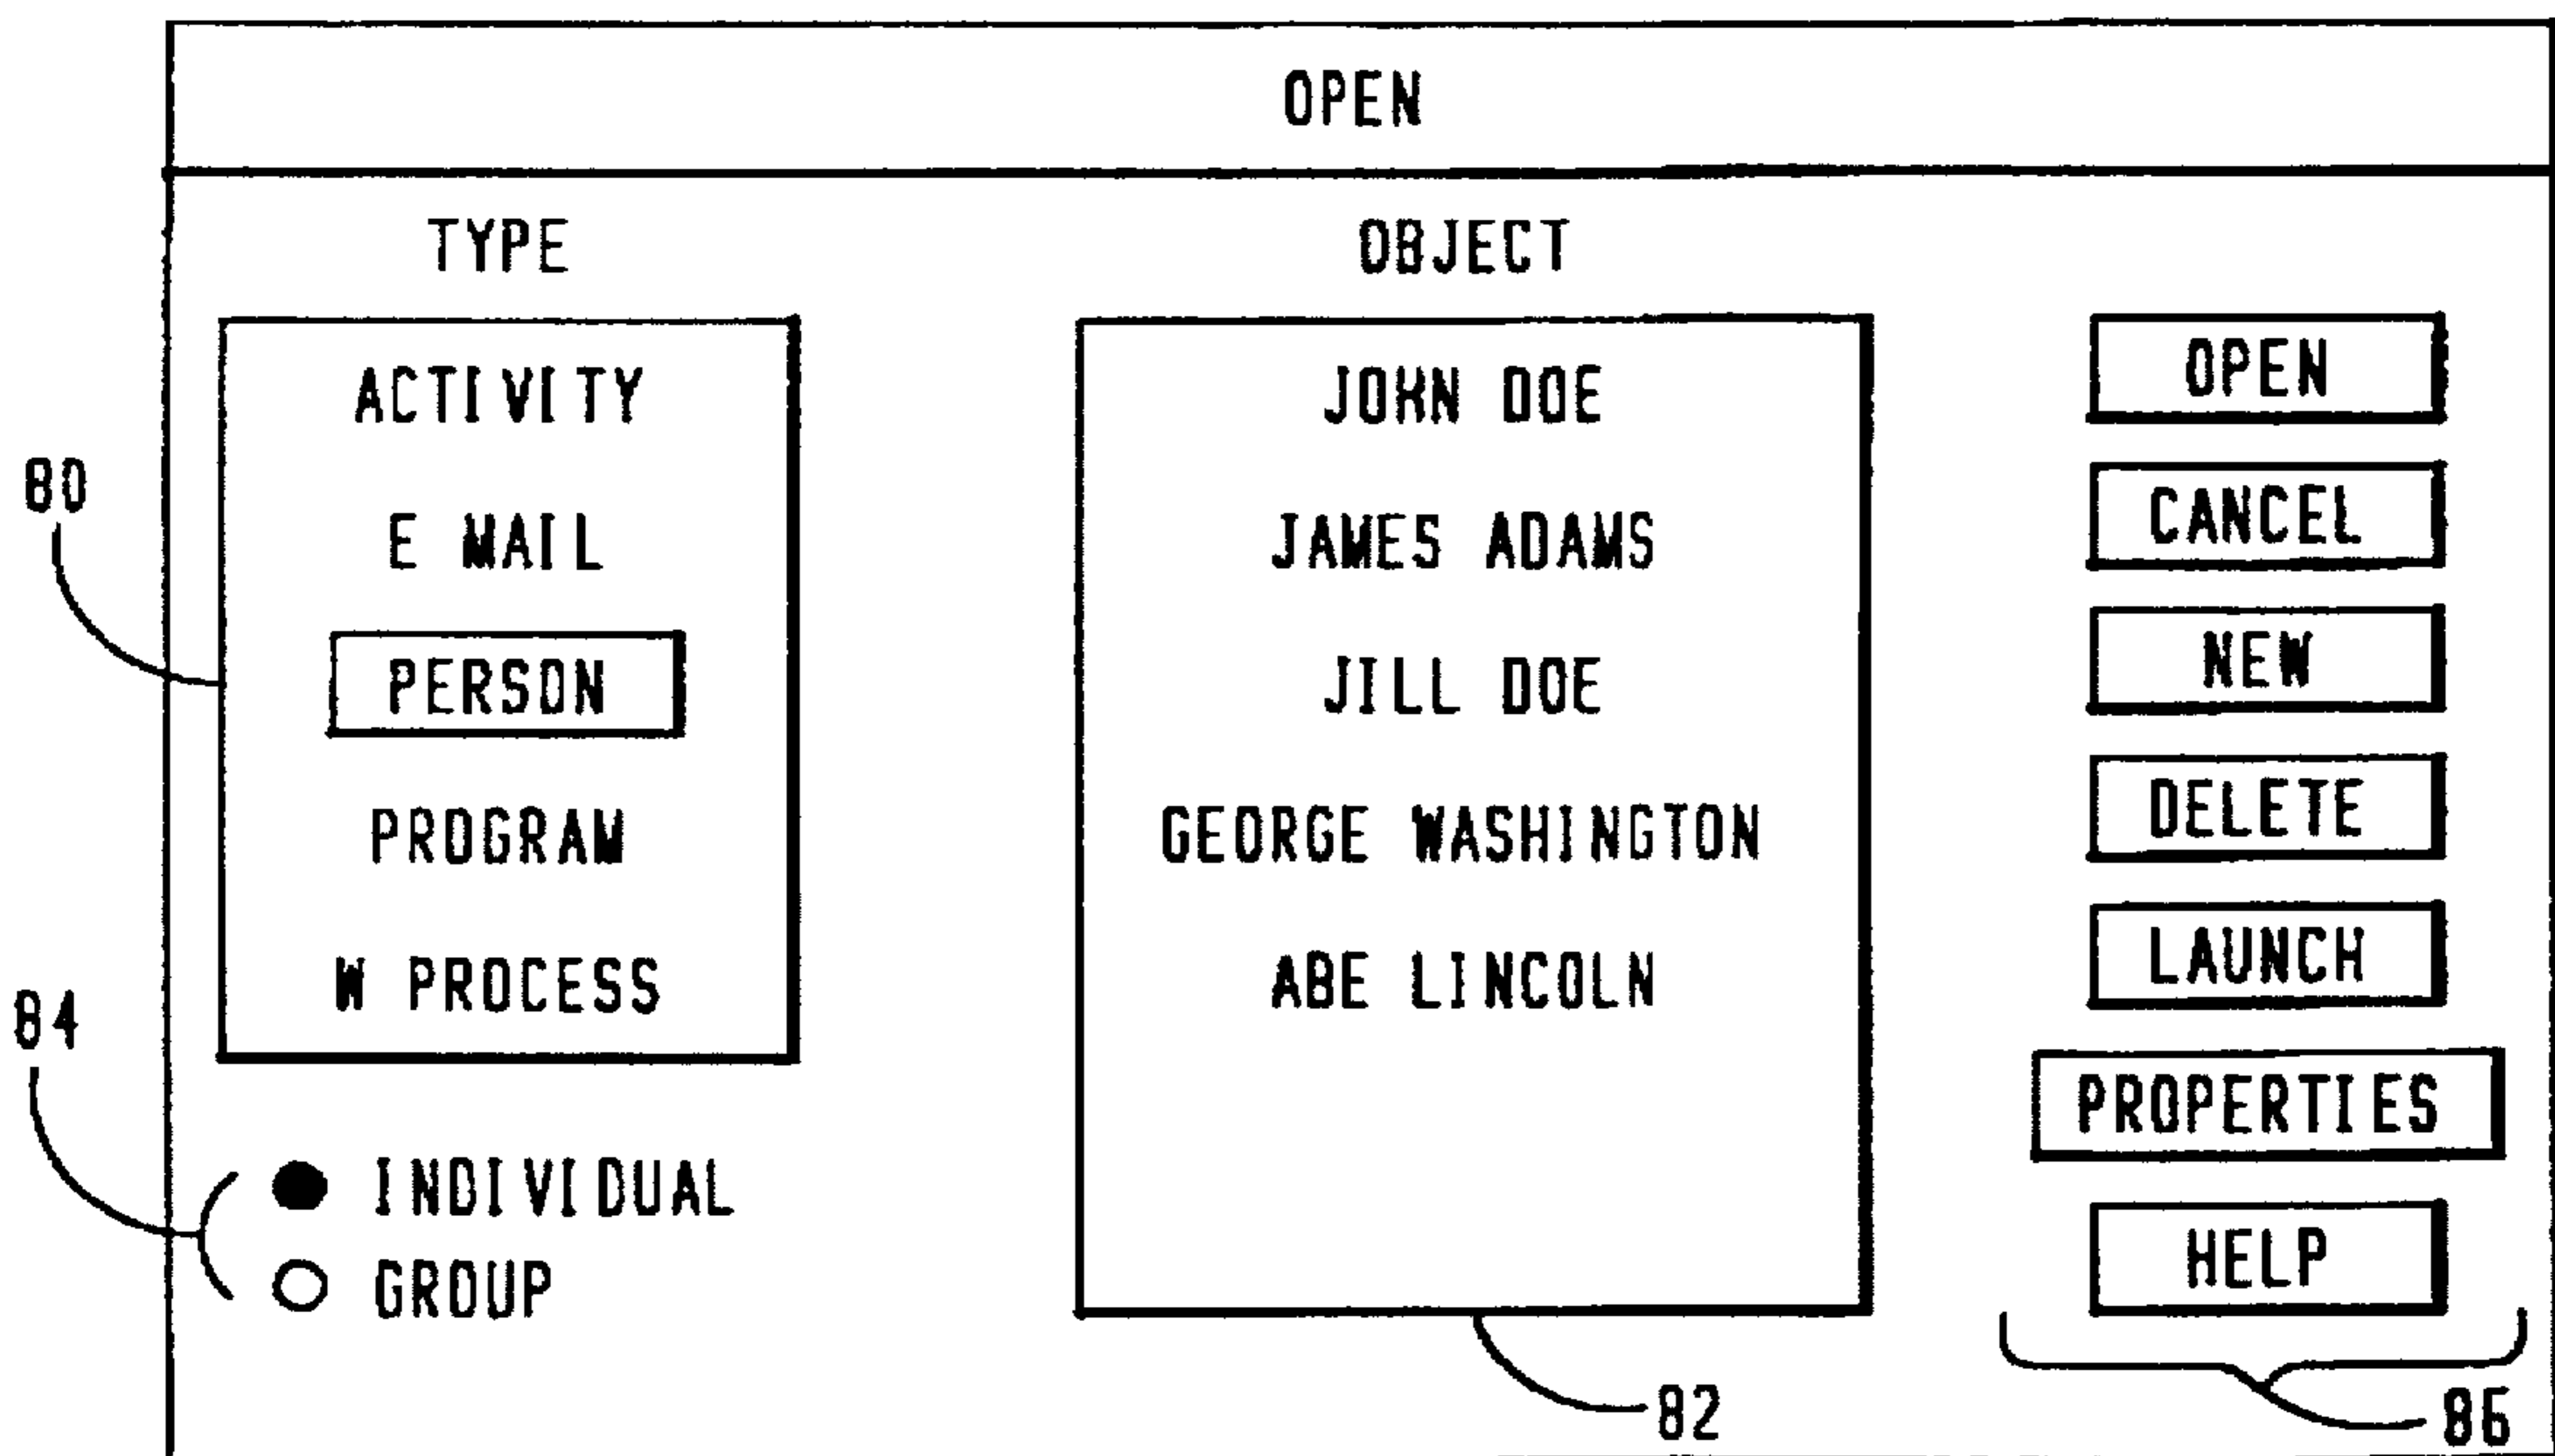 OPEN
TYPE
ACTIVITY
E MAIL
PERSON
PROGRAM
W PROCESS
INDIVIDUAL
GROUP
OBJECT
JOHN DOE
JAMES ADAMS
JILL DOE
GEORGE WASHINGTON
ABE LINCOLN
OPEN
CANCEL
NEW
DELETE
LAUNCH
PROPERTIES
HELP
80
84
82
86